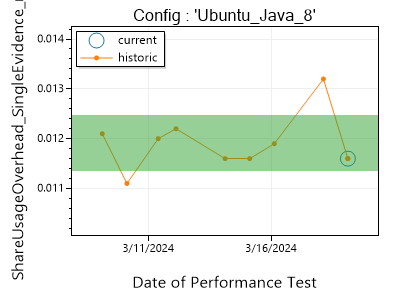 Config : 'Ubuntu_Java_8'
ShareUsageOverhead_SingleEvidence_
0.014
0.013
0.012
0.011
current
historic
3/11/2024
3/16/2024
Date of Performance Test